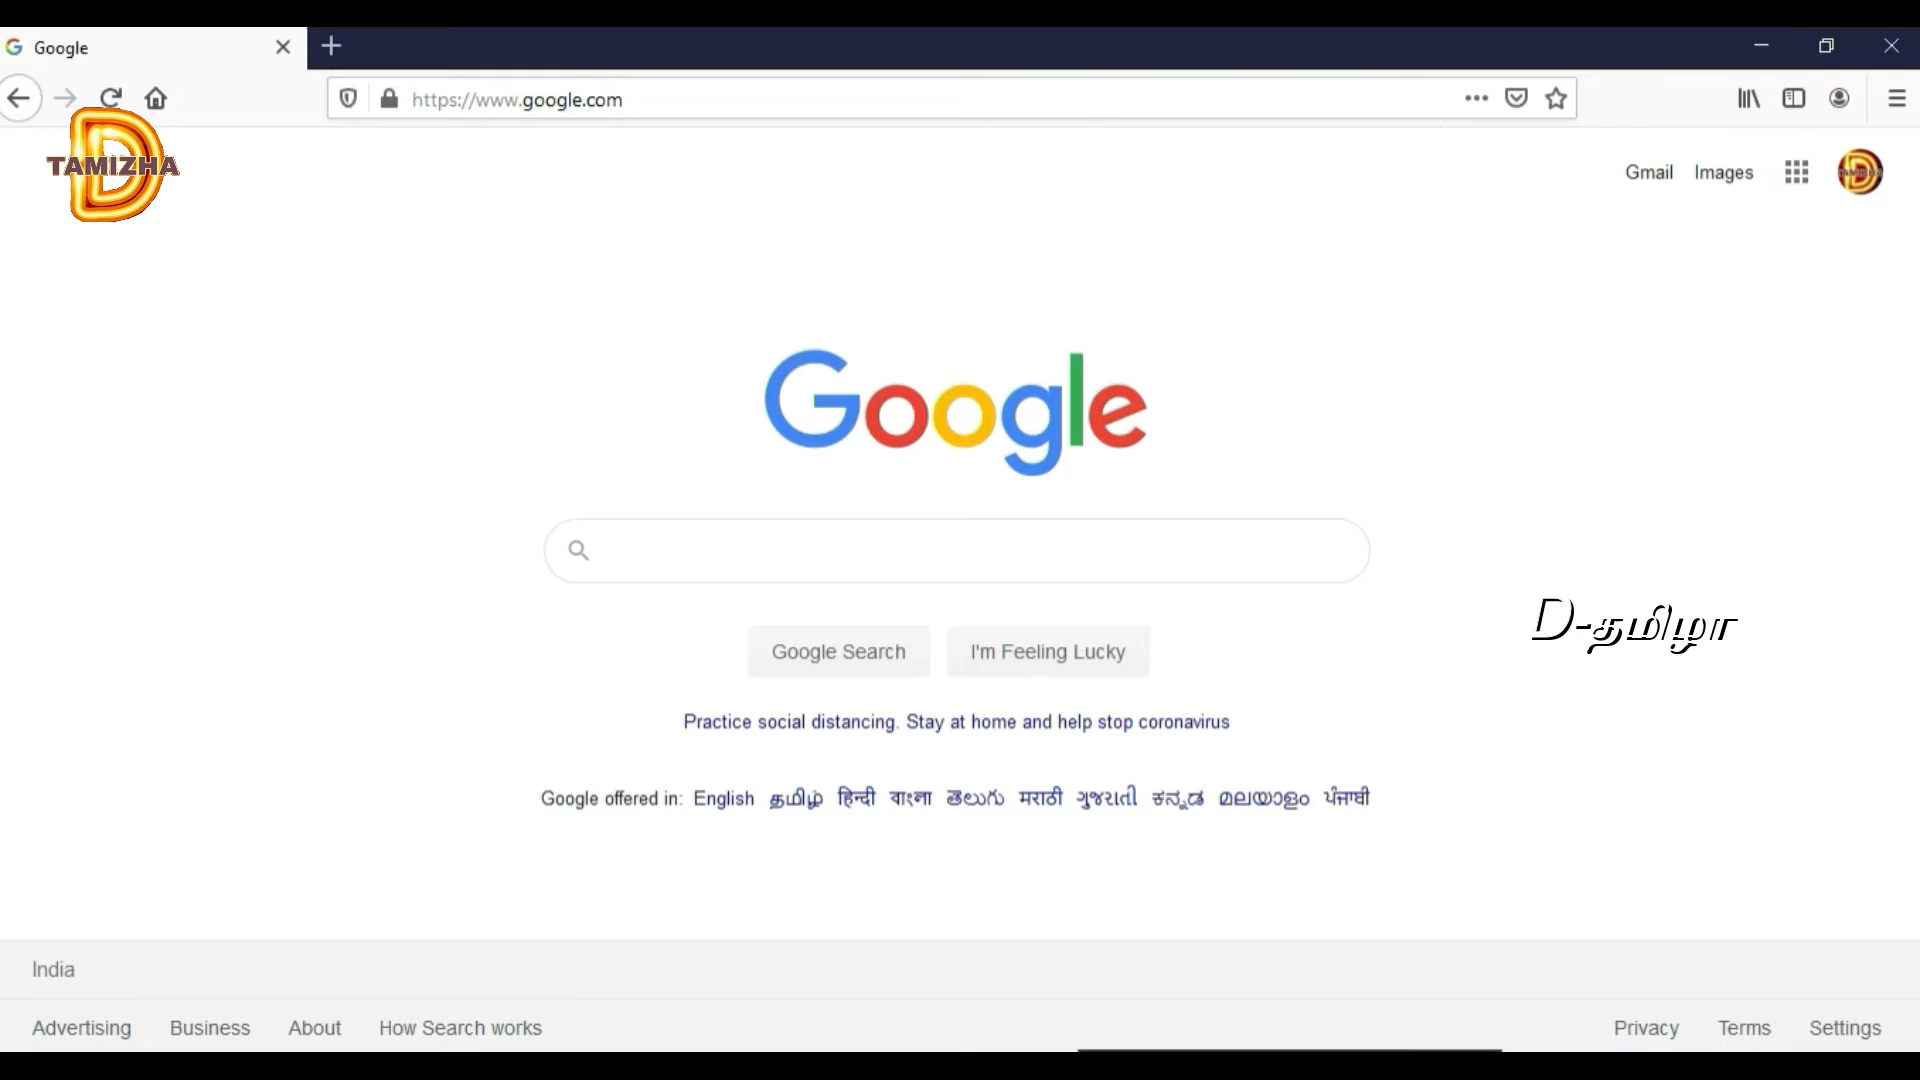 Google
https://www.google.com
TAMIZHA
Gmail Images
Google
D-தமிழா
Google Search I'm Feeling Lucky
Practice social distancing. Stay at home and help stop coronavirus
Google offered in: English தமிழ் हिन्दी বাংলা తెలుగు मराठी ગુજરાતી ಕನ್ನಡ മലയാളം ਪੰਜਾਬੀ
India
Advertising Business About How Search works Privacy Terms Settings